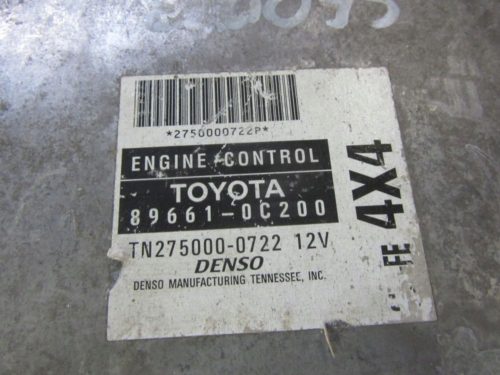 *2750000722P*
ENGINE CONTROL
TOYOTA
89661-0C200
TN275000-0722 12V
DENSO
DENSO MANUFACTURING TENNESSEE, INC.
FE 4X4